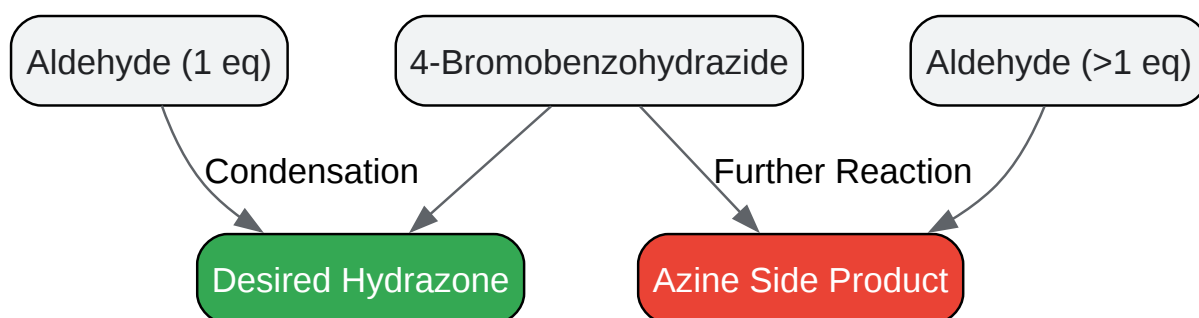 Aldehyde (1 eq)
4-Bromobenzohydrazide
Aldehyde (>1 eq)
Condensation
Further Reaction
Desired Hydrazone
Azine Side Product